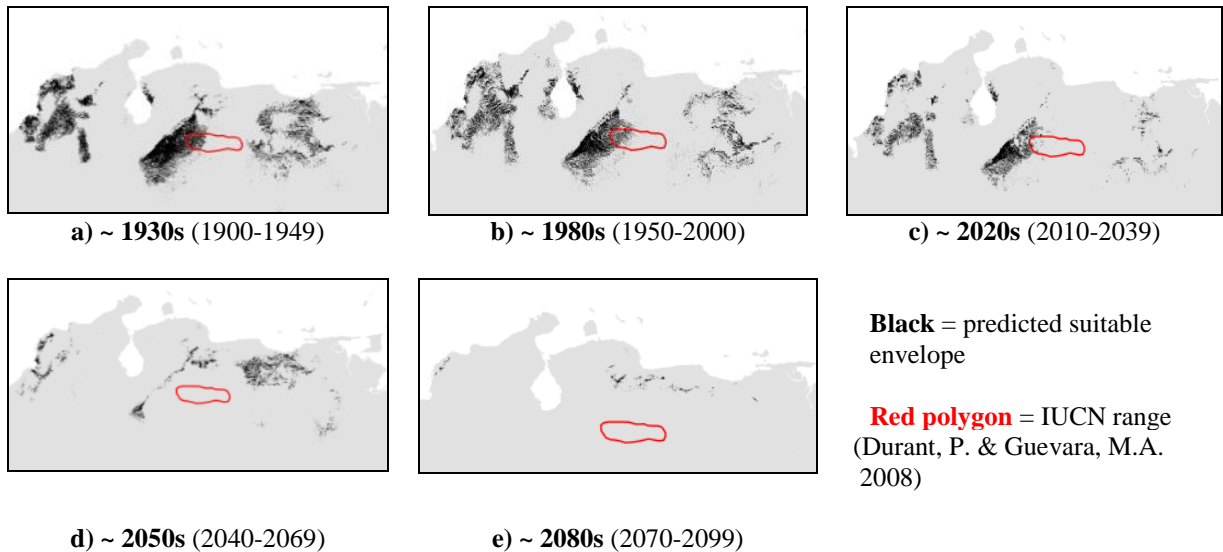 a) ~ 1930s (1900-1949)
b) ~ 1980s (1950-2000)
c) ~ 2020s (2010-2039)
Black = predicted suitable
envelope
Red polygon = IUCN range
(Durant, P. & Guevara, M.A.
2008)
d) ~ 2050s (2040-2069)
e) ~ 2080s (2070-2099)